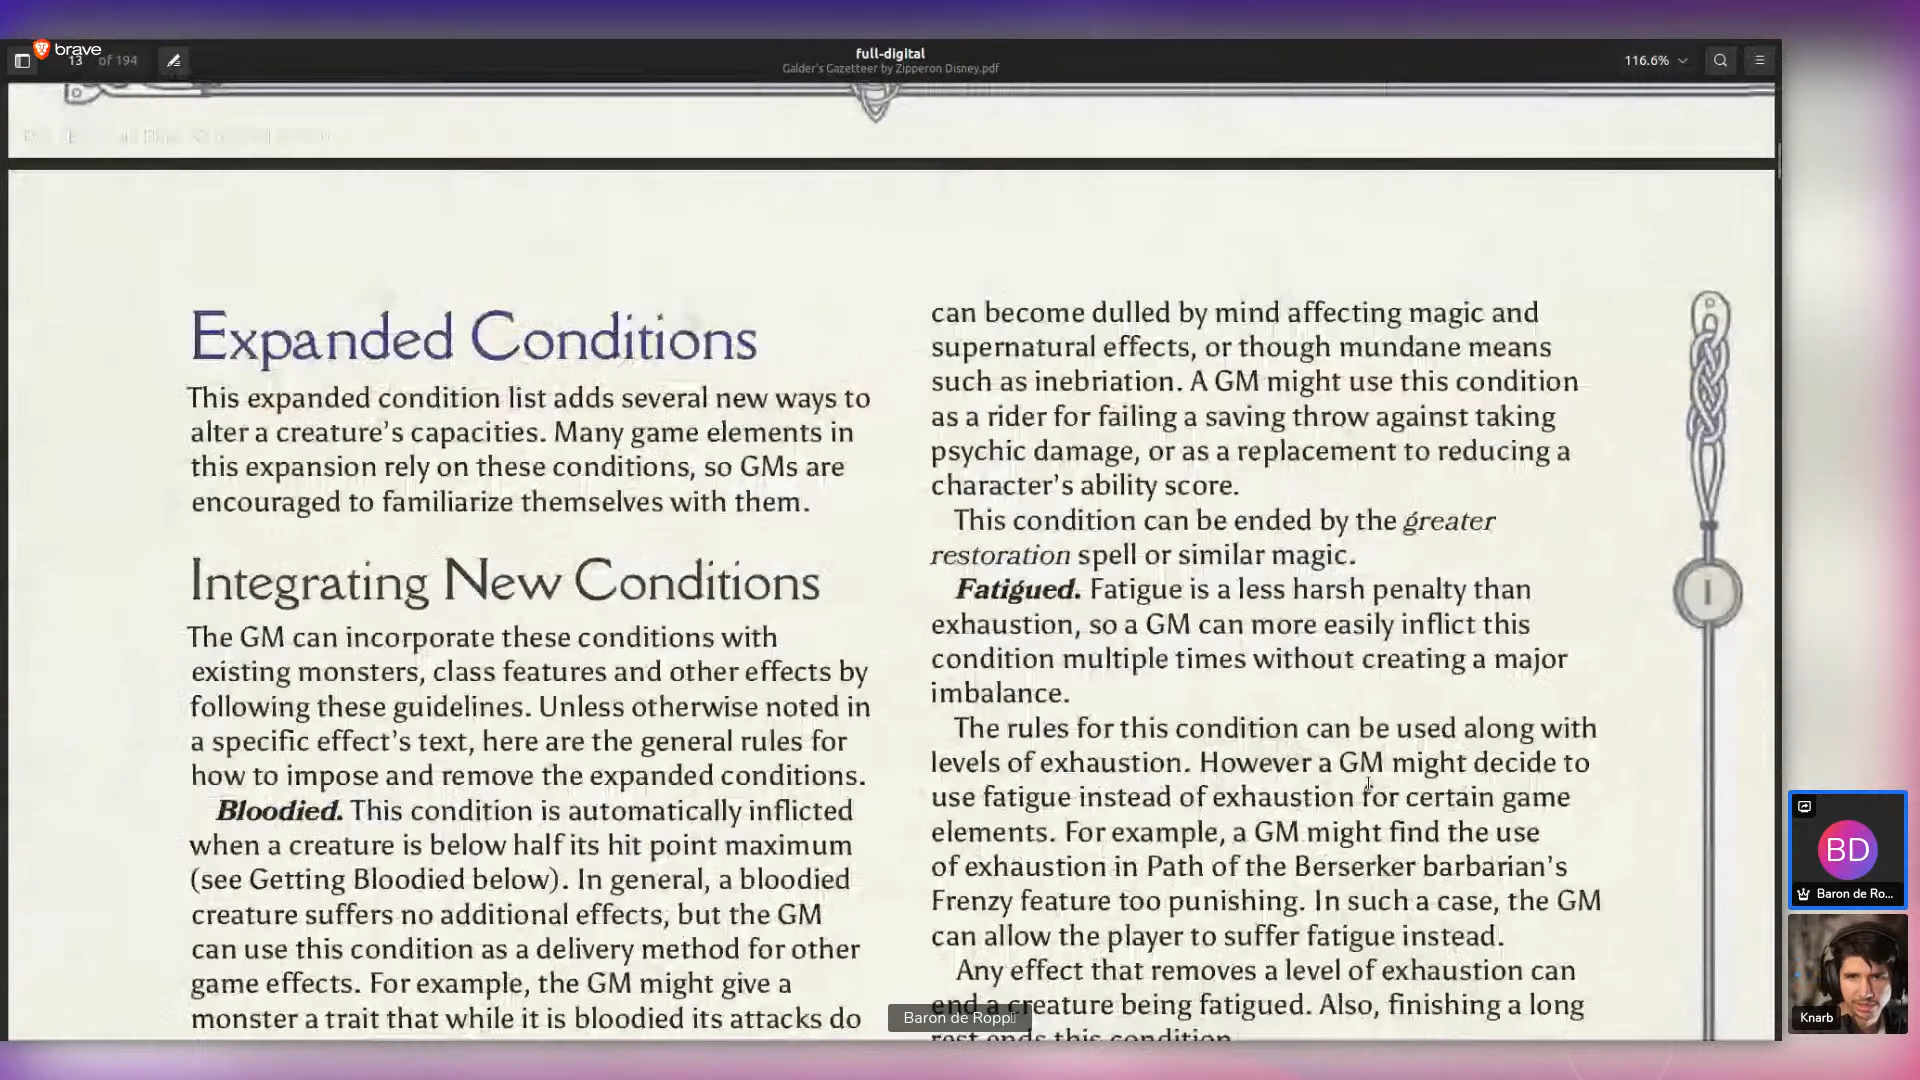 brave
13 of 194
full-digital
Galder's Gazetteer by Zipperon Disney.pdf
116.6%
Expanded Conditions
This expanded condition list adds several new ways to
alter a creature's capacities. Many game elements in
this expansion rely on these conditions, so GMs are
encouraged to familiarize themselves with them.
Integrating New Conditions
The GM can incorporate these conditions with
existing monsters, class features and other effects by
following these guidelines. Unless otherwise noted in
a specific effect's text, here are the general rules for
how to impose and remove the expanded conditions.
Bloodied. This condition is automatically inflicted
when a creature is below half its hit point maximum
(see Getting Bloodied below). In general, a bloodied
creature suffers no additional effects, but the GM
can use this condition as a delivery method for other
game effects. For example, the GM might give a
monster a trait that while it is bloodied its attacks do
can become dulled by mind affecting magic and
supernatural effects, or though mundane means
such as inebriation. A GM might use this condition
as a rider for failing a saving throw against taking
psychic damage, or as a replacement to reducing a
character's ability score.
This condition can be ended by the greater
restoration spell or similar magic.
Fatigued. Fatigue is a less harsh penalty than
exhaustion, so a GM can more easily inflict this
condition multiple times without creating a major
imbalance.
The rules for this condition can be used along with
levels of exhaustion. However a GM might decide to
use fatigue instead of exhaustion for certain game
elements. For example, a GM might find the use
of exhaustion in Path of the Berserker barbarian's
Frenzy feature too punishing. In such a case, the GM
can allow the player to suffer fatigue instead.
Any effect that removes a level of exhaustion can
end a creature being fatigued. Also, finishing a long
rest ends this condition.
I
Baron de Ropp
BD
Baron de Ro...
Knarb